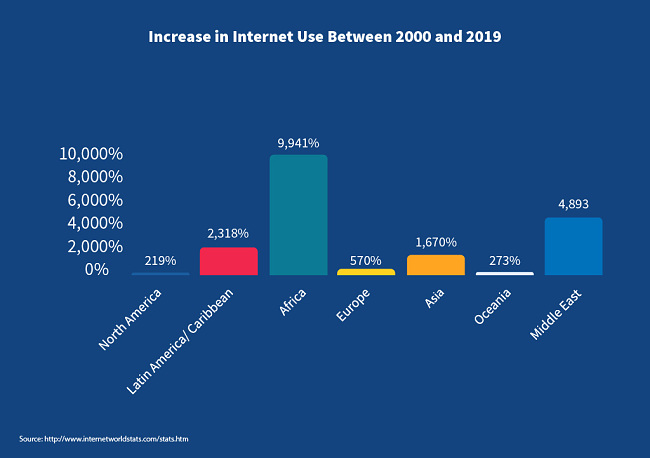 Increase in Internet Use Between 2000 and 2019
10,000%
8,000%
6,000%
4,000%
2,000%
0%
219%
2,318%
9,941%
570%
1,670%
273%
4,893
North America
Latin America/ Caribbean
Africa
Europe
Asia
Oceania
Middle East
Source: http://www.internetworldstats.com/stats.htm